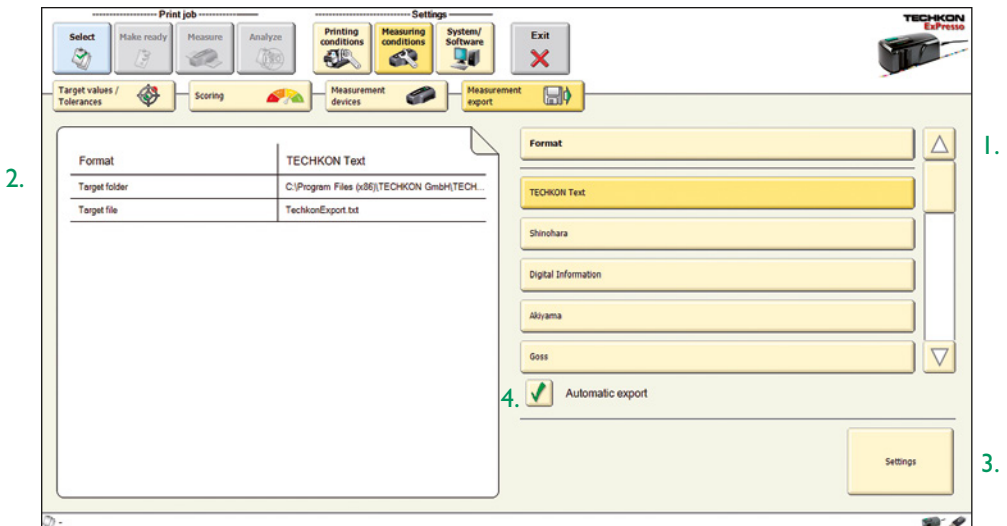 Print job
Settings
Select
Make ready
Measure
Analyze
Printing
conditions
Measuring
conditions
System/
Software
Exit
TECHKON
ExPresso
Target values /
Tolerances
Scoring
Measurement
devices
Measurement
export
Format
TECHKON Text
Target folder
C:\Program Files (x86)\TECHKON GmbH\TECH...
Target file
TechkonExport.txt
2.
Format
1.
TECHKON Text
Shinohara
Digital Information
Akiyama
Goss
4.
Automatic export
Settings
3.
-